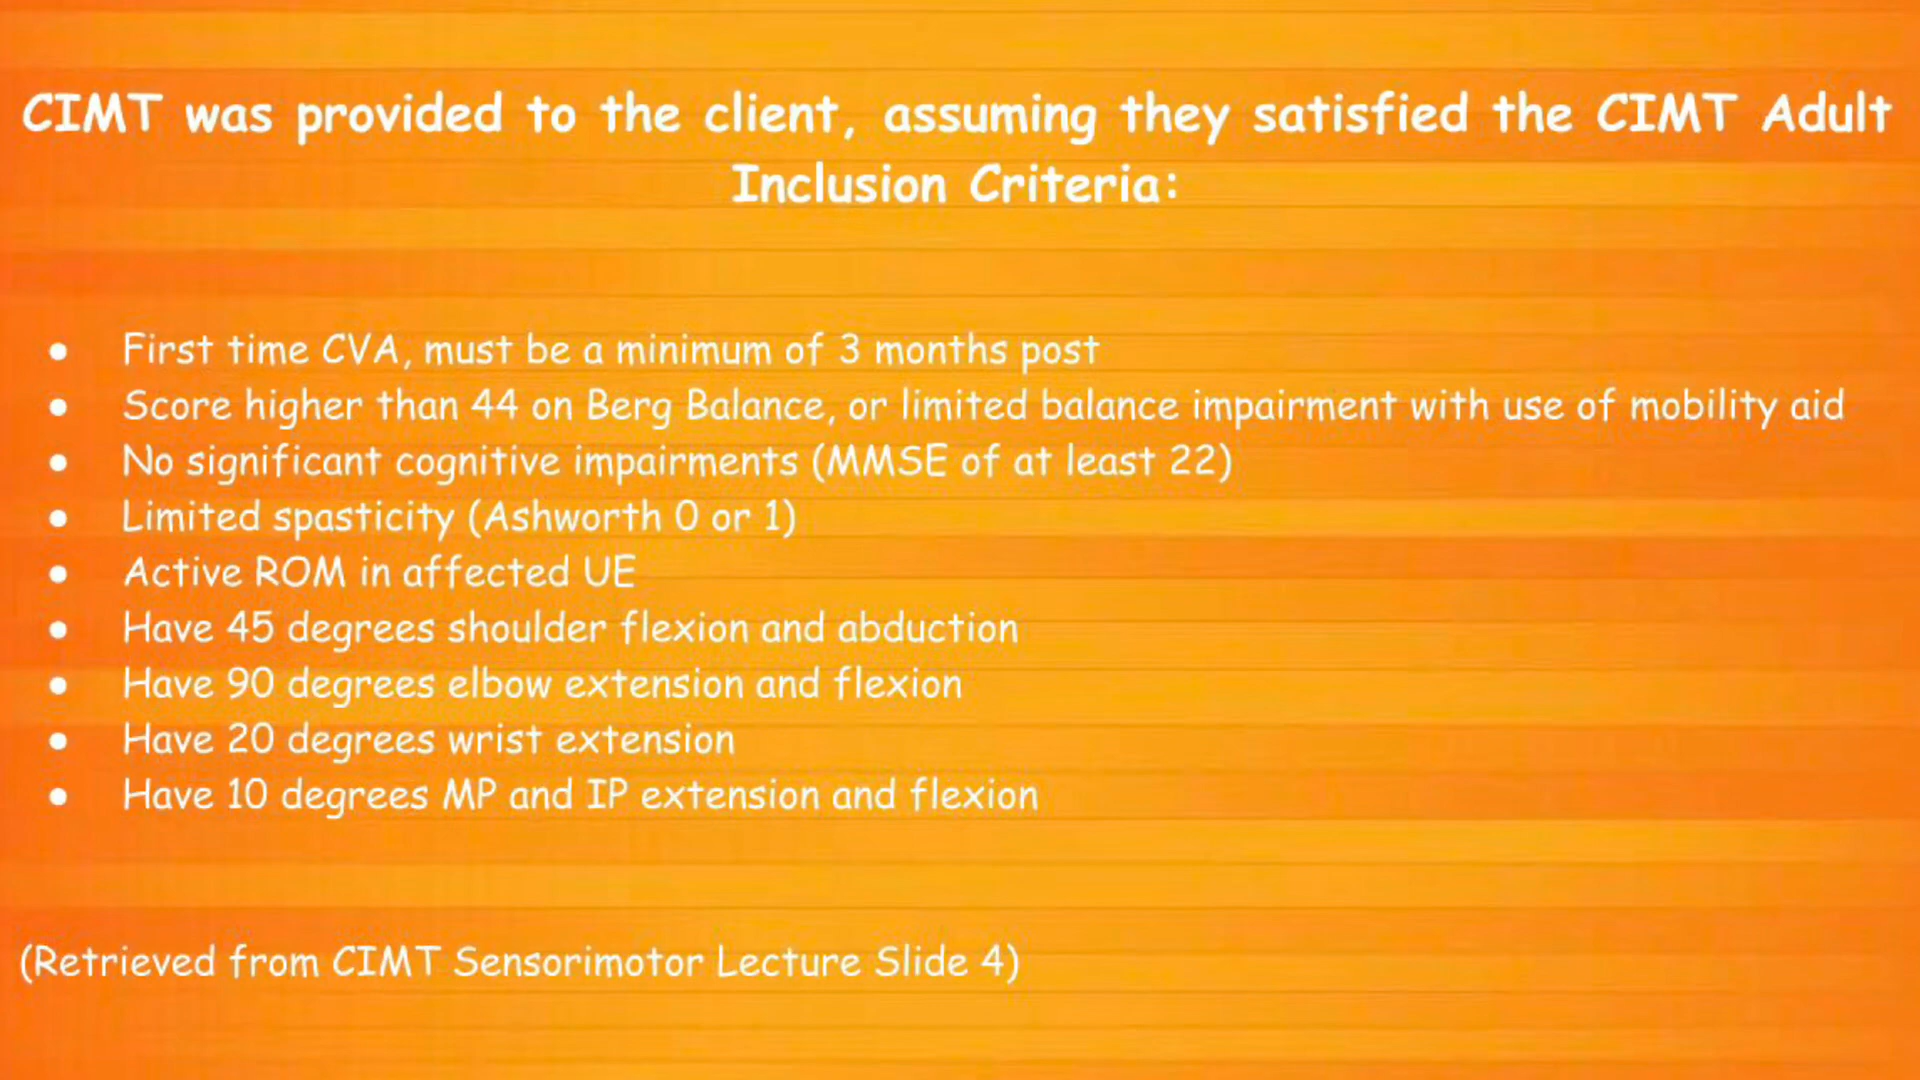 CIMT was provided to the client, assuming they satisfied the CIMT Adult
Inclusion Criteria:
● First time CVA, must be a minimum of 3 months post
● Score higher than 44 on Berg Balance, or limited balance impairment with use of mobility aid
● No significant cognitive impairments (MMSE of at least 22)
● Limited spasticity (Ashworth 0 or 1)
● Active ROM in affected UE
● Have 45 degrees shoulder flexion and abduction
● Have 90 degrees elbow extension and flexion
● Have 20 degrees wrist extension
● Have 10 degrees MP and IP extension and flexion
(Retrieved from CIMT Sensorimotor Lecture Slide 4)